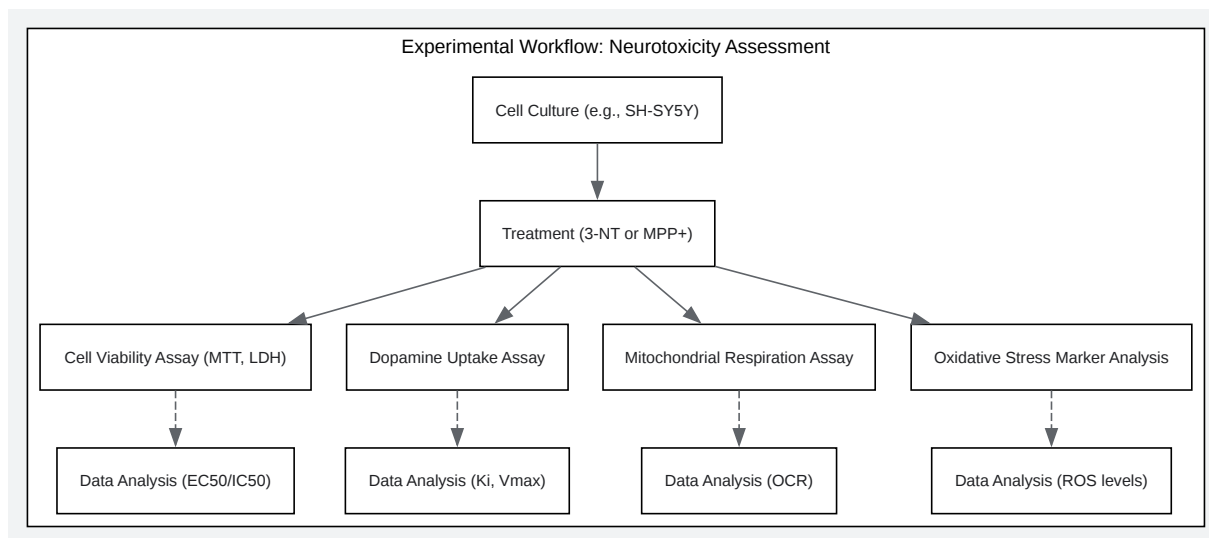 Experimental Workflow: Neurotoxicity Assessment
Cell Culture (e.g., SH-SY5Y)
Treatment (3-NT or MPP+)
Cell Viability Assay (MTT, LDH)
Dopamine Uptake Assay
Mitochondrial Respiration Assay
Oxidative Stress Marker Analysis
Data Analysis (EC50/IC50)
Data Analysis (Ki, Vmax)
Data Analysis (OCR)
Data Analysis (ROS levels)